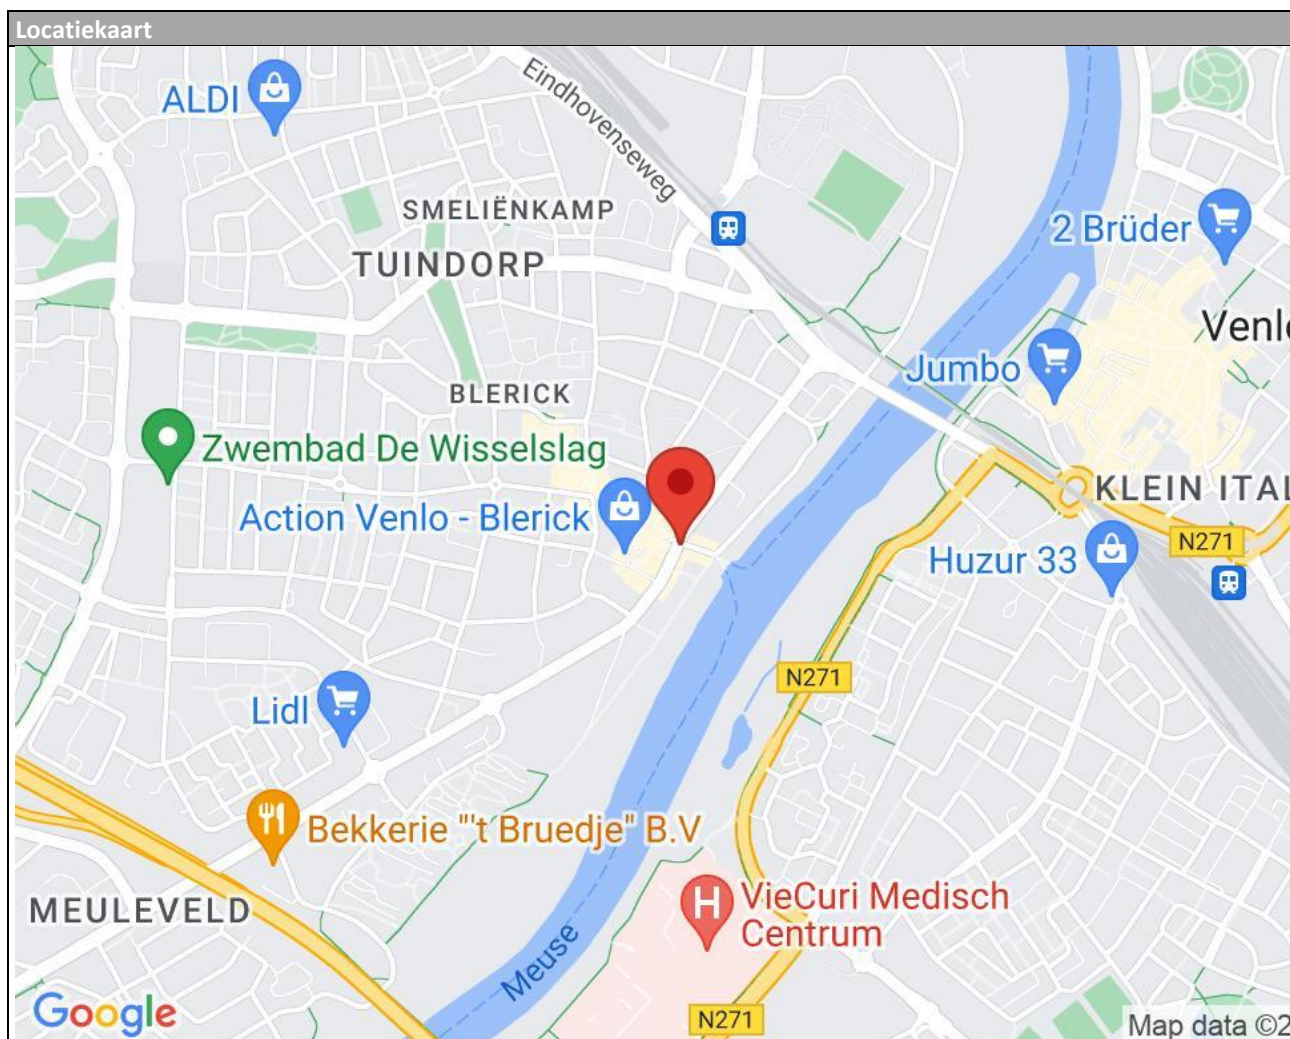 Locatiekaart
Eindhovenseweg
ALDI
SMELIËNKAMP
2 Brüder
TUINDORP
Venlo
Jumbo
BLERICK
Zwembad De Wisselslag
KLEIN ITAL
Action Venlo - Blerick
N271
Huzur 33
N271
Lidl
Bekkerie "'t Bruedje" B.V
H
VieCuri Medisch
Centrum
MEULEVELD
Meuse
Google
N271
Map data ©2